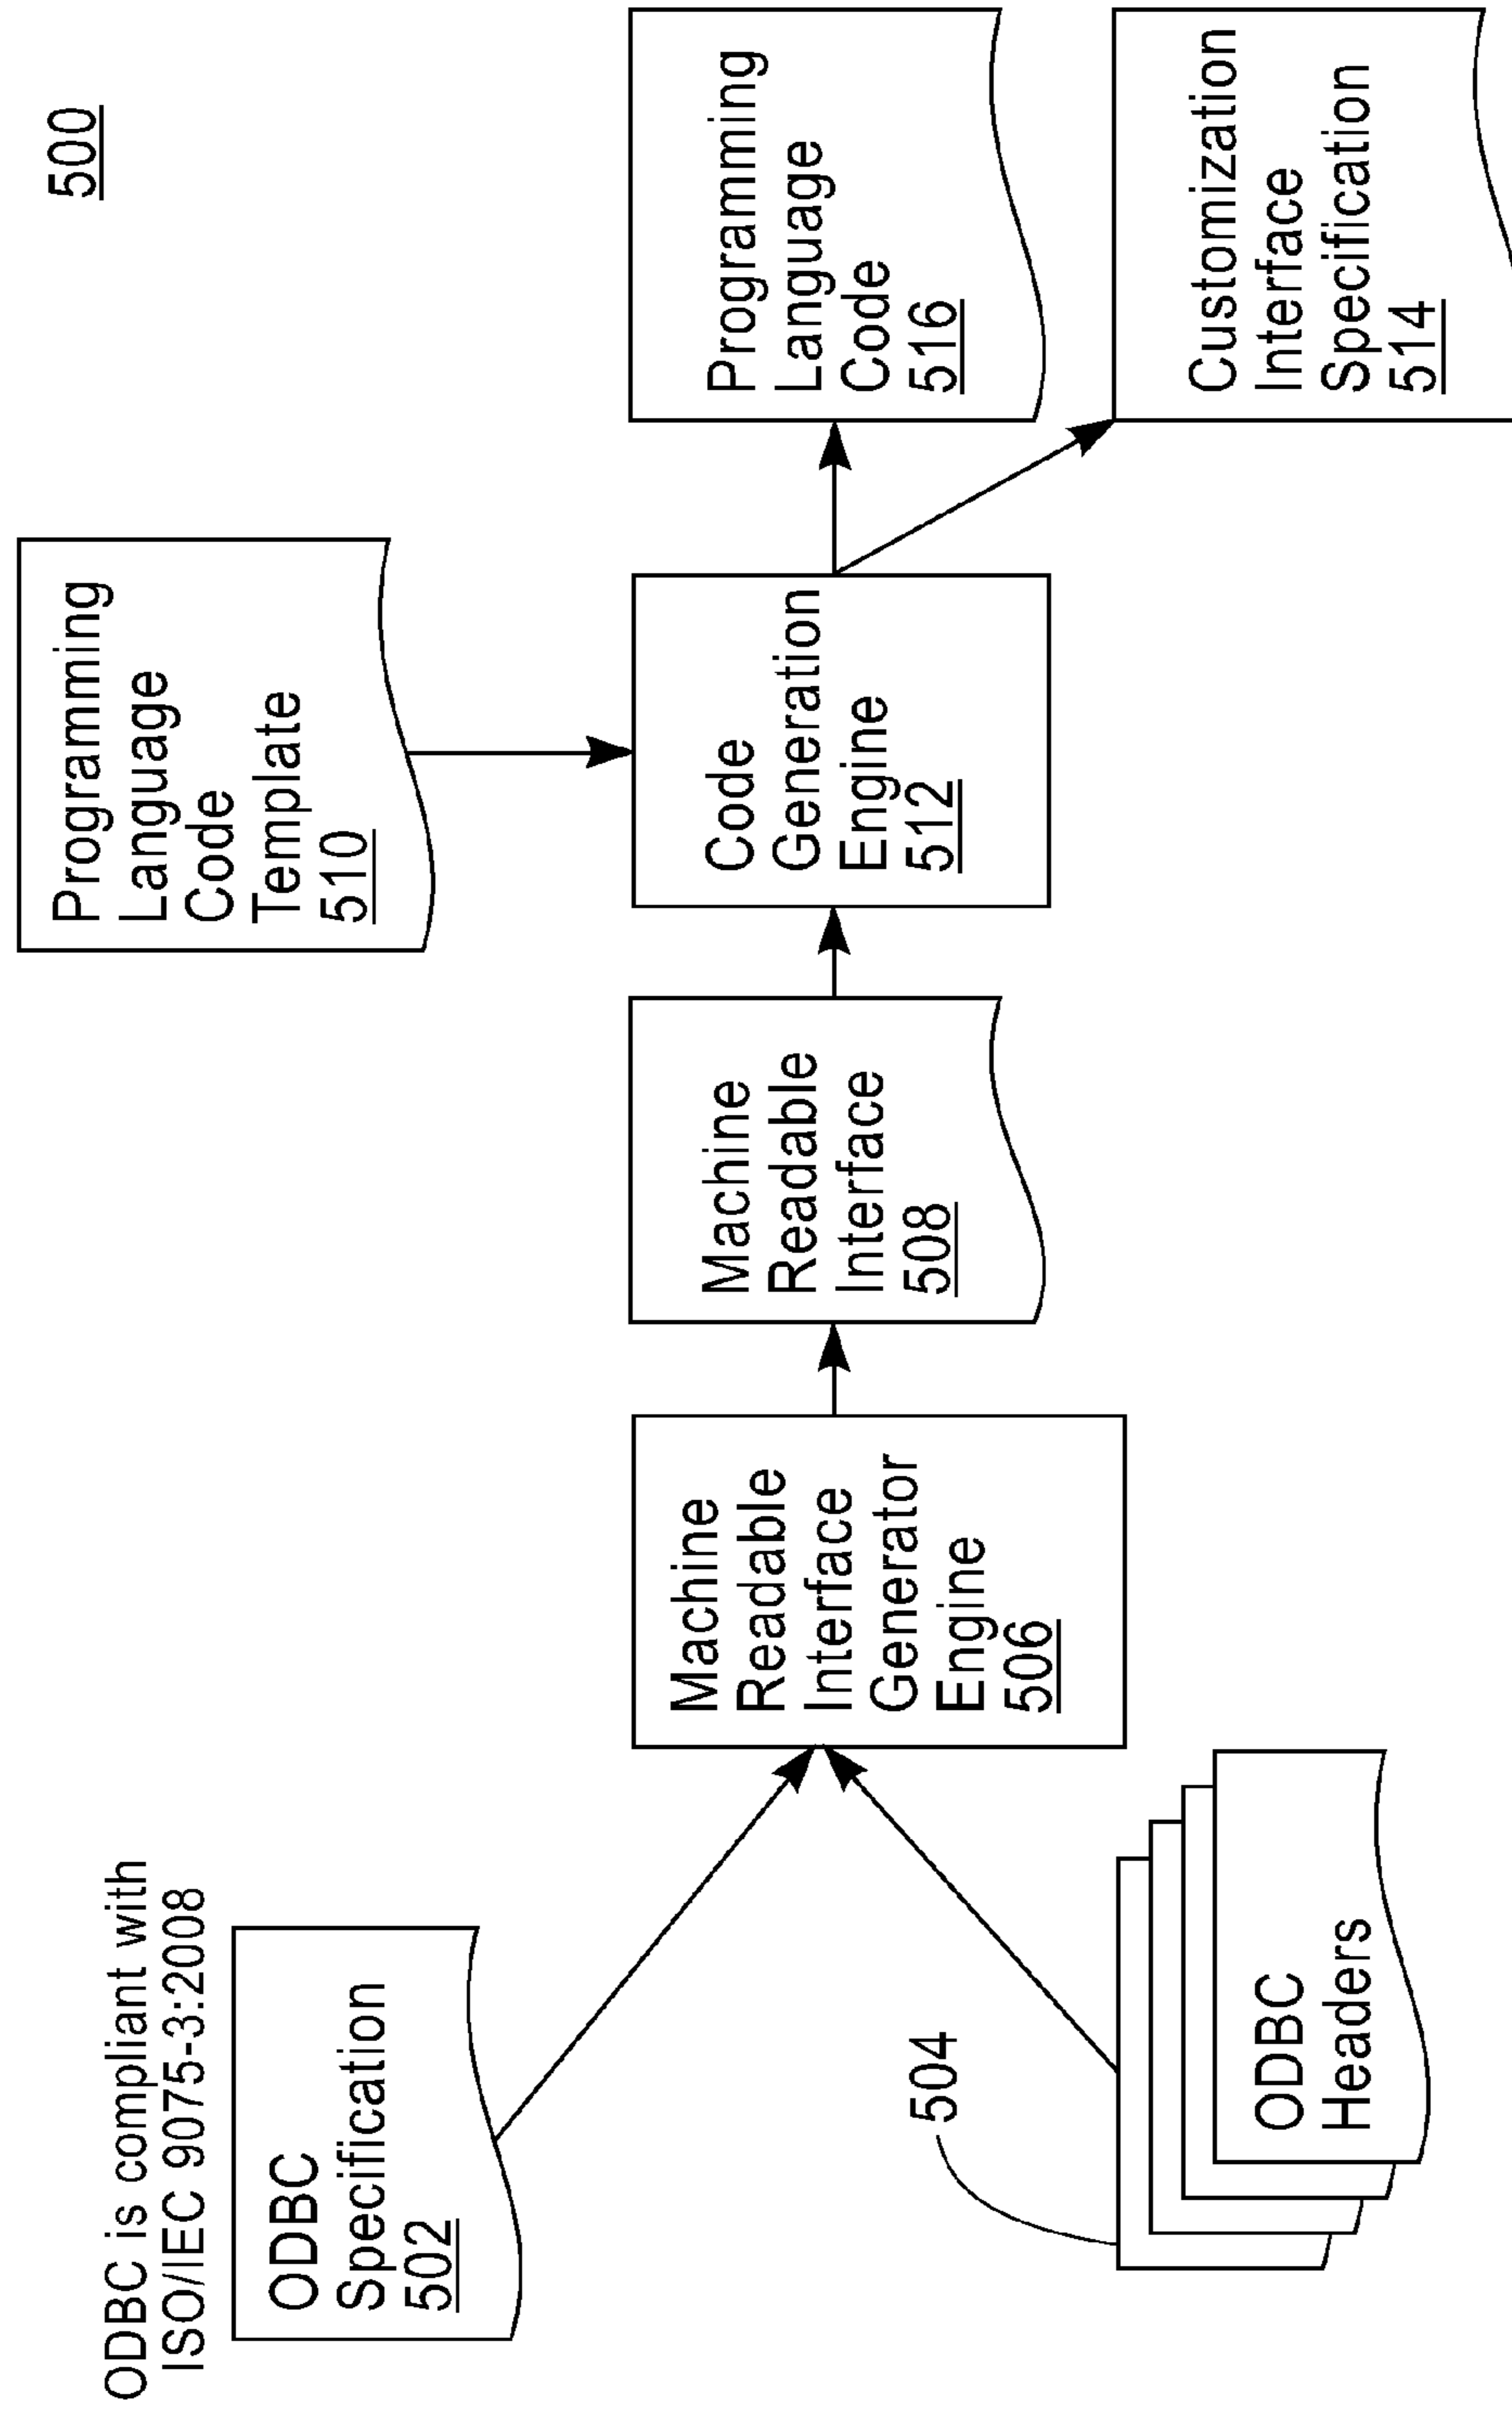 500
ODBC is compliant with
ISO/IEC 9075-3:2008
ODBC
Specification
502
504
ODBC
Headers
Machine
Readable
Interface
Generator
Engine
506
Machine
Readable
Interface
508
Programming
Language
Code
Template
510
Code
Generation
Engine
512
Programming
Language
Code
516
Customization
Interface
Specification
514